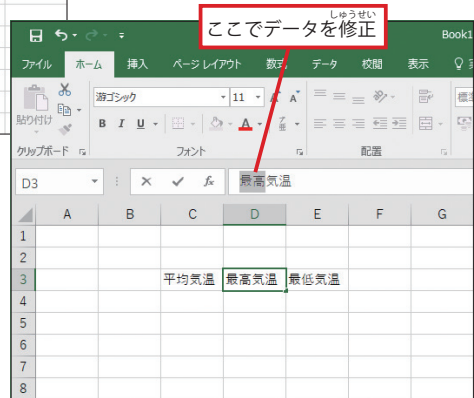 しゅうせい
ここでデータを修正
Book1
ファイル ホーム 挿入 ページレイアウト 数式 データ 校閲 表示
游ゴシック 11 A A
貼り付け
B I U A
クリップボード フォント 配置
D3 fx 最高気温
A B C D E F G
1
2
3 平均気温 最高気温 最低気温
4
5
6
7
8